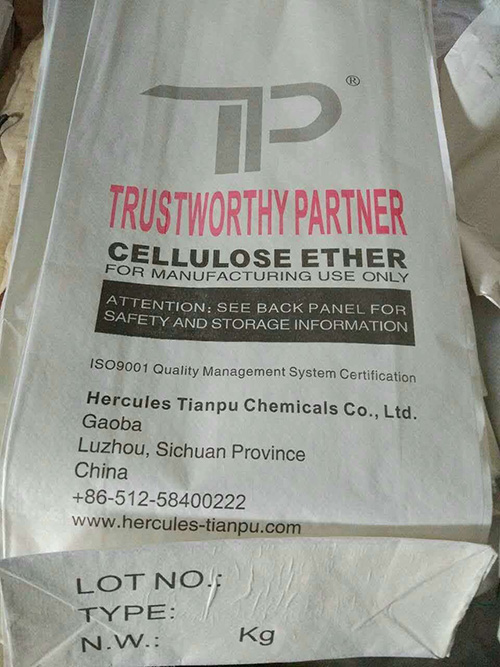 TP®
TRUSTWORTHY PARTNER
CELLULOSE ETHER
FOR MANUFACTURING USE ONLY
ATTENTION: SEE BACK PANEL FOR
SAFETY AND STORAGE INFORMATION
ISO9001 Quality Management System Certification
Hercules Tianpu Chemicals Co., Ltd.
Gaoba
Luzhou, Sichuan Province
China
+86-512-58400222
www.hercules-tianpu.com
LOT NO.:
TYPE:
N.W.: Kg